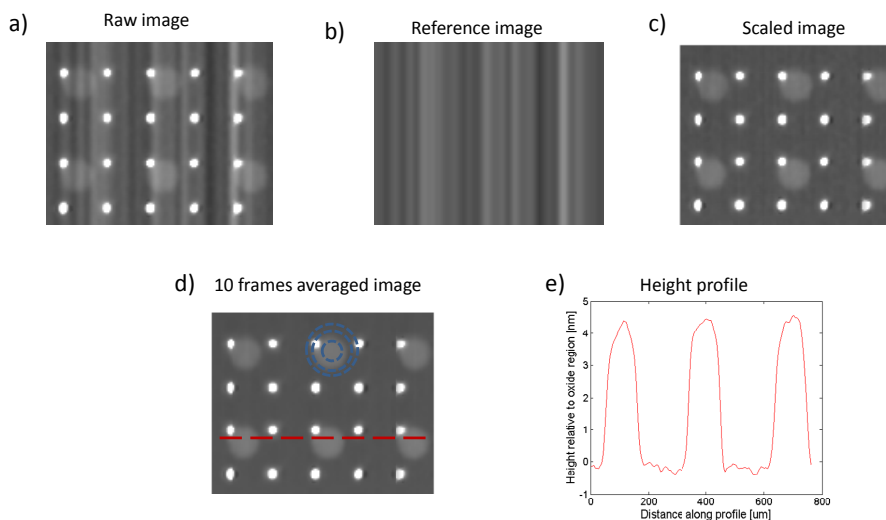 a)
Raw image
b)
Reference image
c)
Scaled image
d)
10 frames averaged image
e)
Height profile
Height relative to oxide region [nm]
5
4
3
2
1
0
-1
0
200
400
600
800
Distance along profile [um]